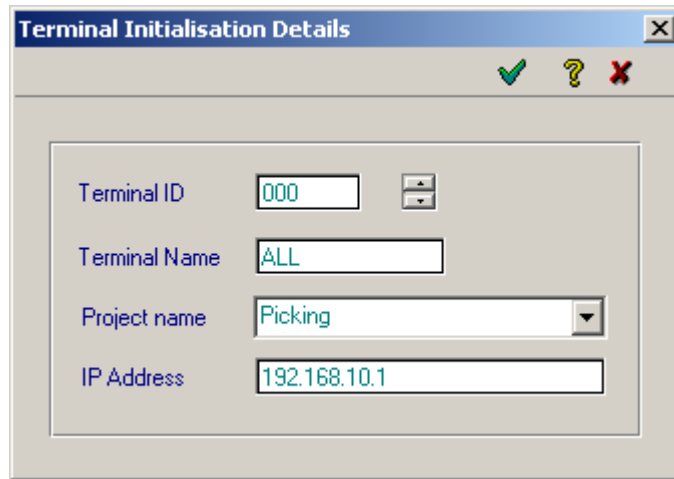 Terminal Initialisation Details
Terminal ID 000
Terminal Name ALL
Project name Picking
IP Address 192.168.10.1